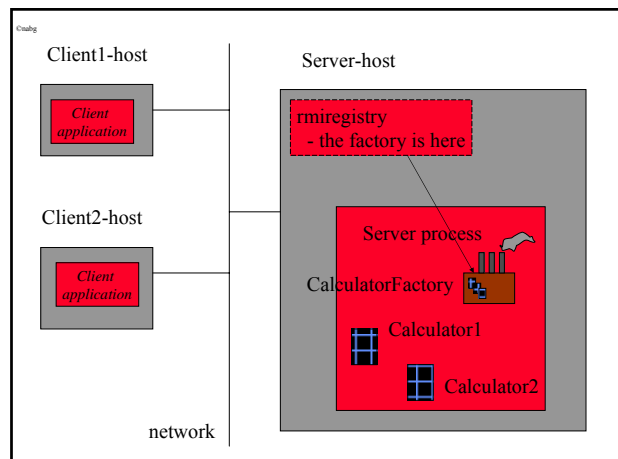 ©nabg
Client1-host
Client
application
Client2-host
Client
application
network
Server-host
rmiregistry
- the factory is here
Server process
CalculatorFactory
Calculator1
Calculator2